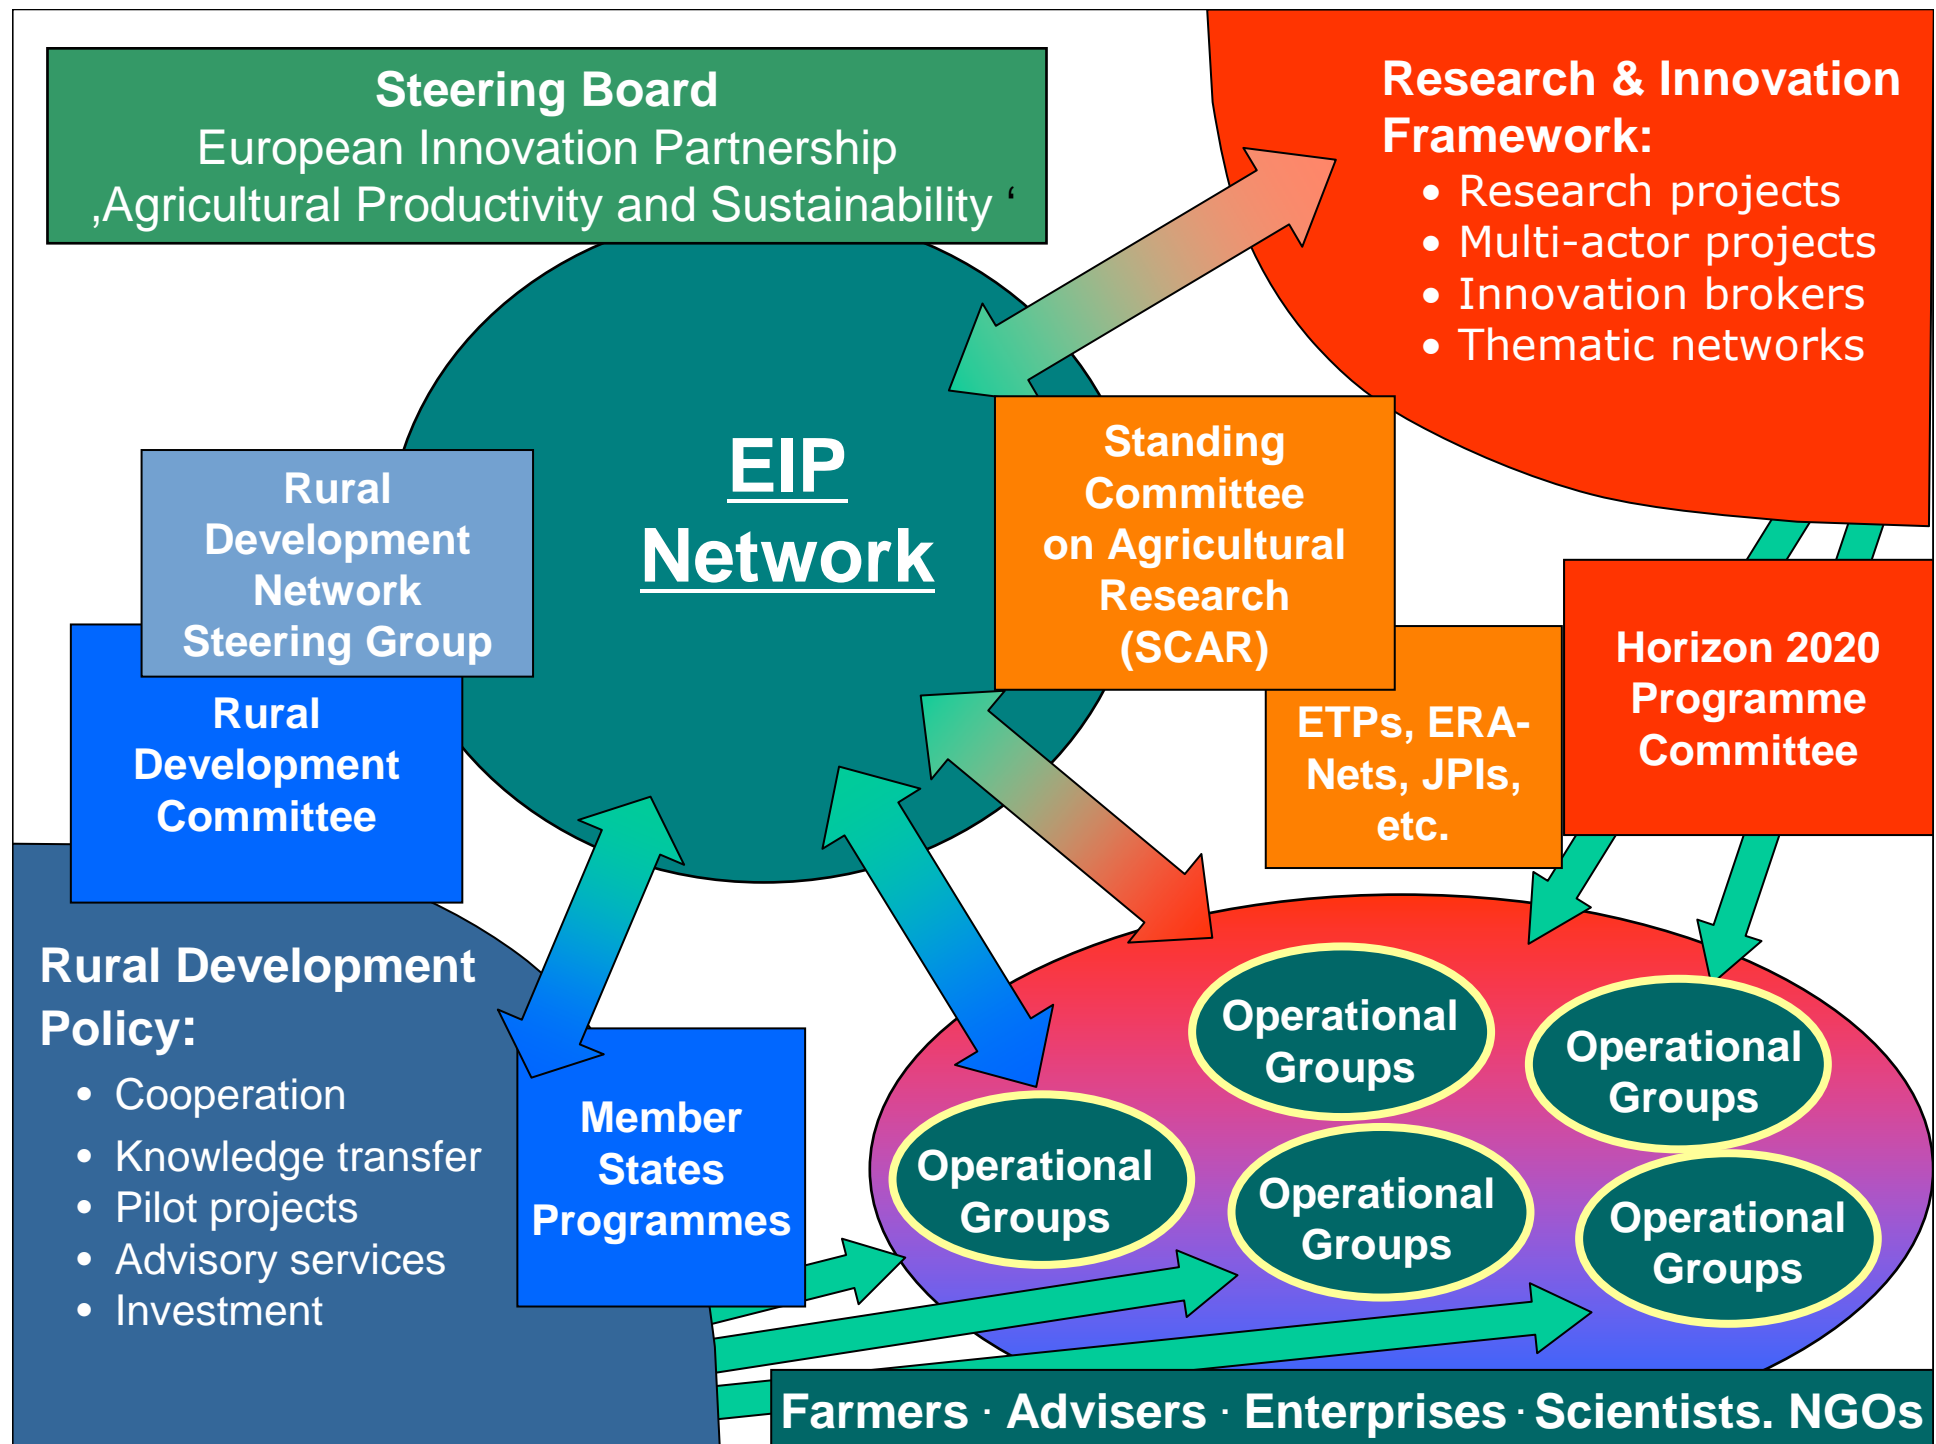 Steering Board
European Innovation Partnership
‚Agricultural Productivity and Sustainability ‘
Research & Innovation
Framework:
• Research projects
• Multi-actor projects
• Innovation brokers
• Thematic networks
EIP
Network
Rural
Development
Network
Steering Group
Rural
Development
Committee
Standing
Committee
on Agricultural
Research
(SCAR)
ETPs, ERA-
Nets, JPIs,
etc.
Horizon 2020
Programme
Committee
Rural Development
Policy:
• Cooperation
• Knowledge transfer
• Pilot projects
• Advisory services
• Investment
Member
States
Programmes
Operational
Groups
Operational
Groups
Operational
Groups
Operational
Groups
Operational
Groups
Farmers · Advisers · Enterprises · Scientists. NGOs